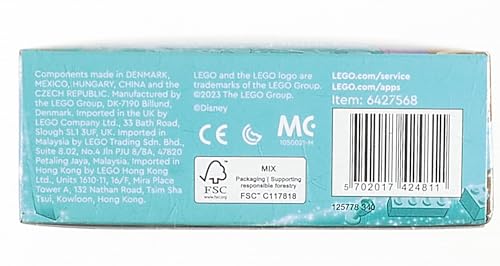 Components made in DENMARK,
MEXICO, HUNGARY, CHINA and the
CZECH REPUBLIC. Manufactured by
the LEGO Group, DK-7190 Billund,
Denmark. Imported in the UK by
LEGO Company Ltd., 33 Bath Road,
Slough SL1 3UF, UK. Imported in
Malaysia by LEGO Trading Sdn. Bhd.,
Suite 8.02, No.4 Jln PJU 8/8A, 47820
Petaling Jaya, Malaysia. Imported in
Hong Kong by LEGO Hong Kong
Ltd., Unit 1610-11, 16/F, Mira Place
Tower A, 132 Nathan Road, Tsim Sha
Tsui, Kowloon, Hong Kong.
LEGO and the LEGO logo are
trademarks of the LEGO Group.
©2023 The LEGO Group.
©Disney
CE
MC
1050021-H
FSC
www.fsc.org
MIX
Packaging | Supporting
responsible forestry
FSC™ C117818
LEGO.com/service
LEGO.com/apps
Item: 6427568
5 702017 424811
125778 340